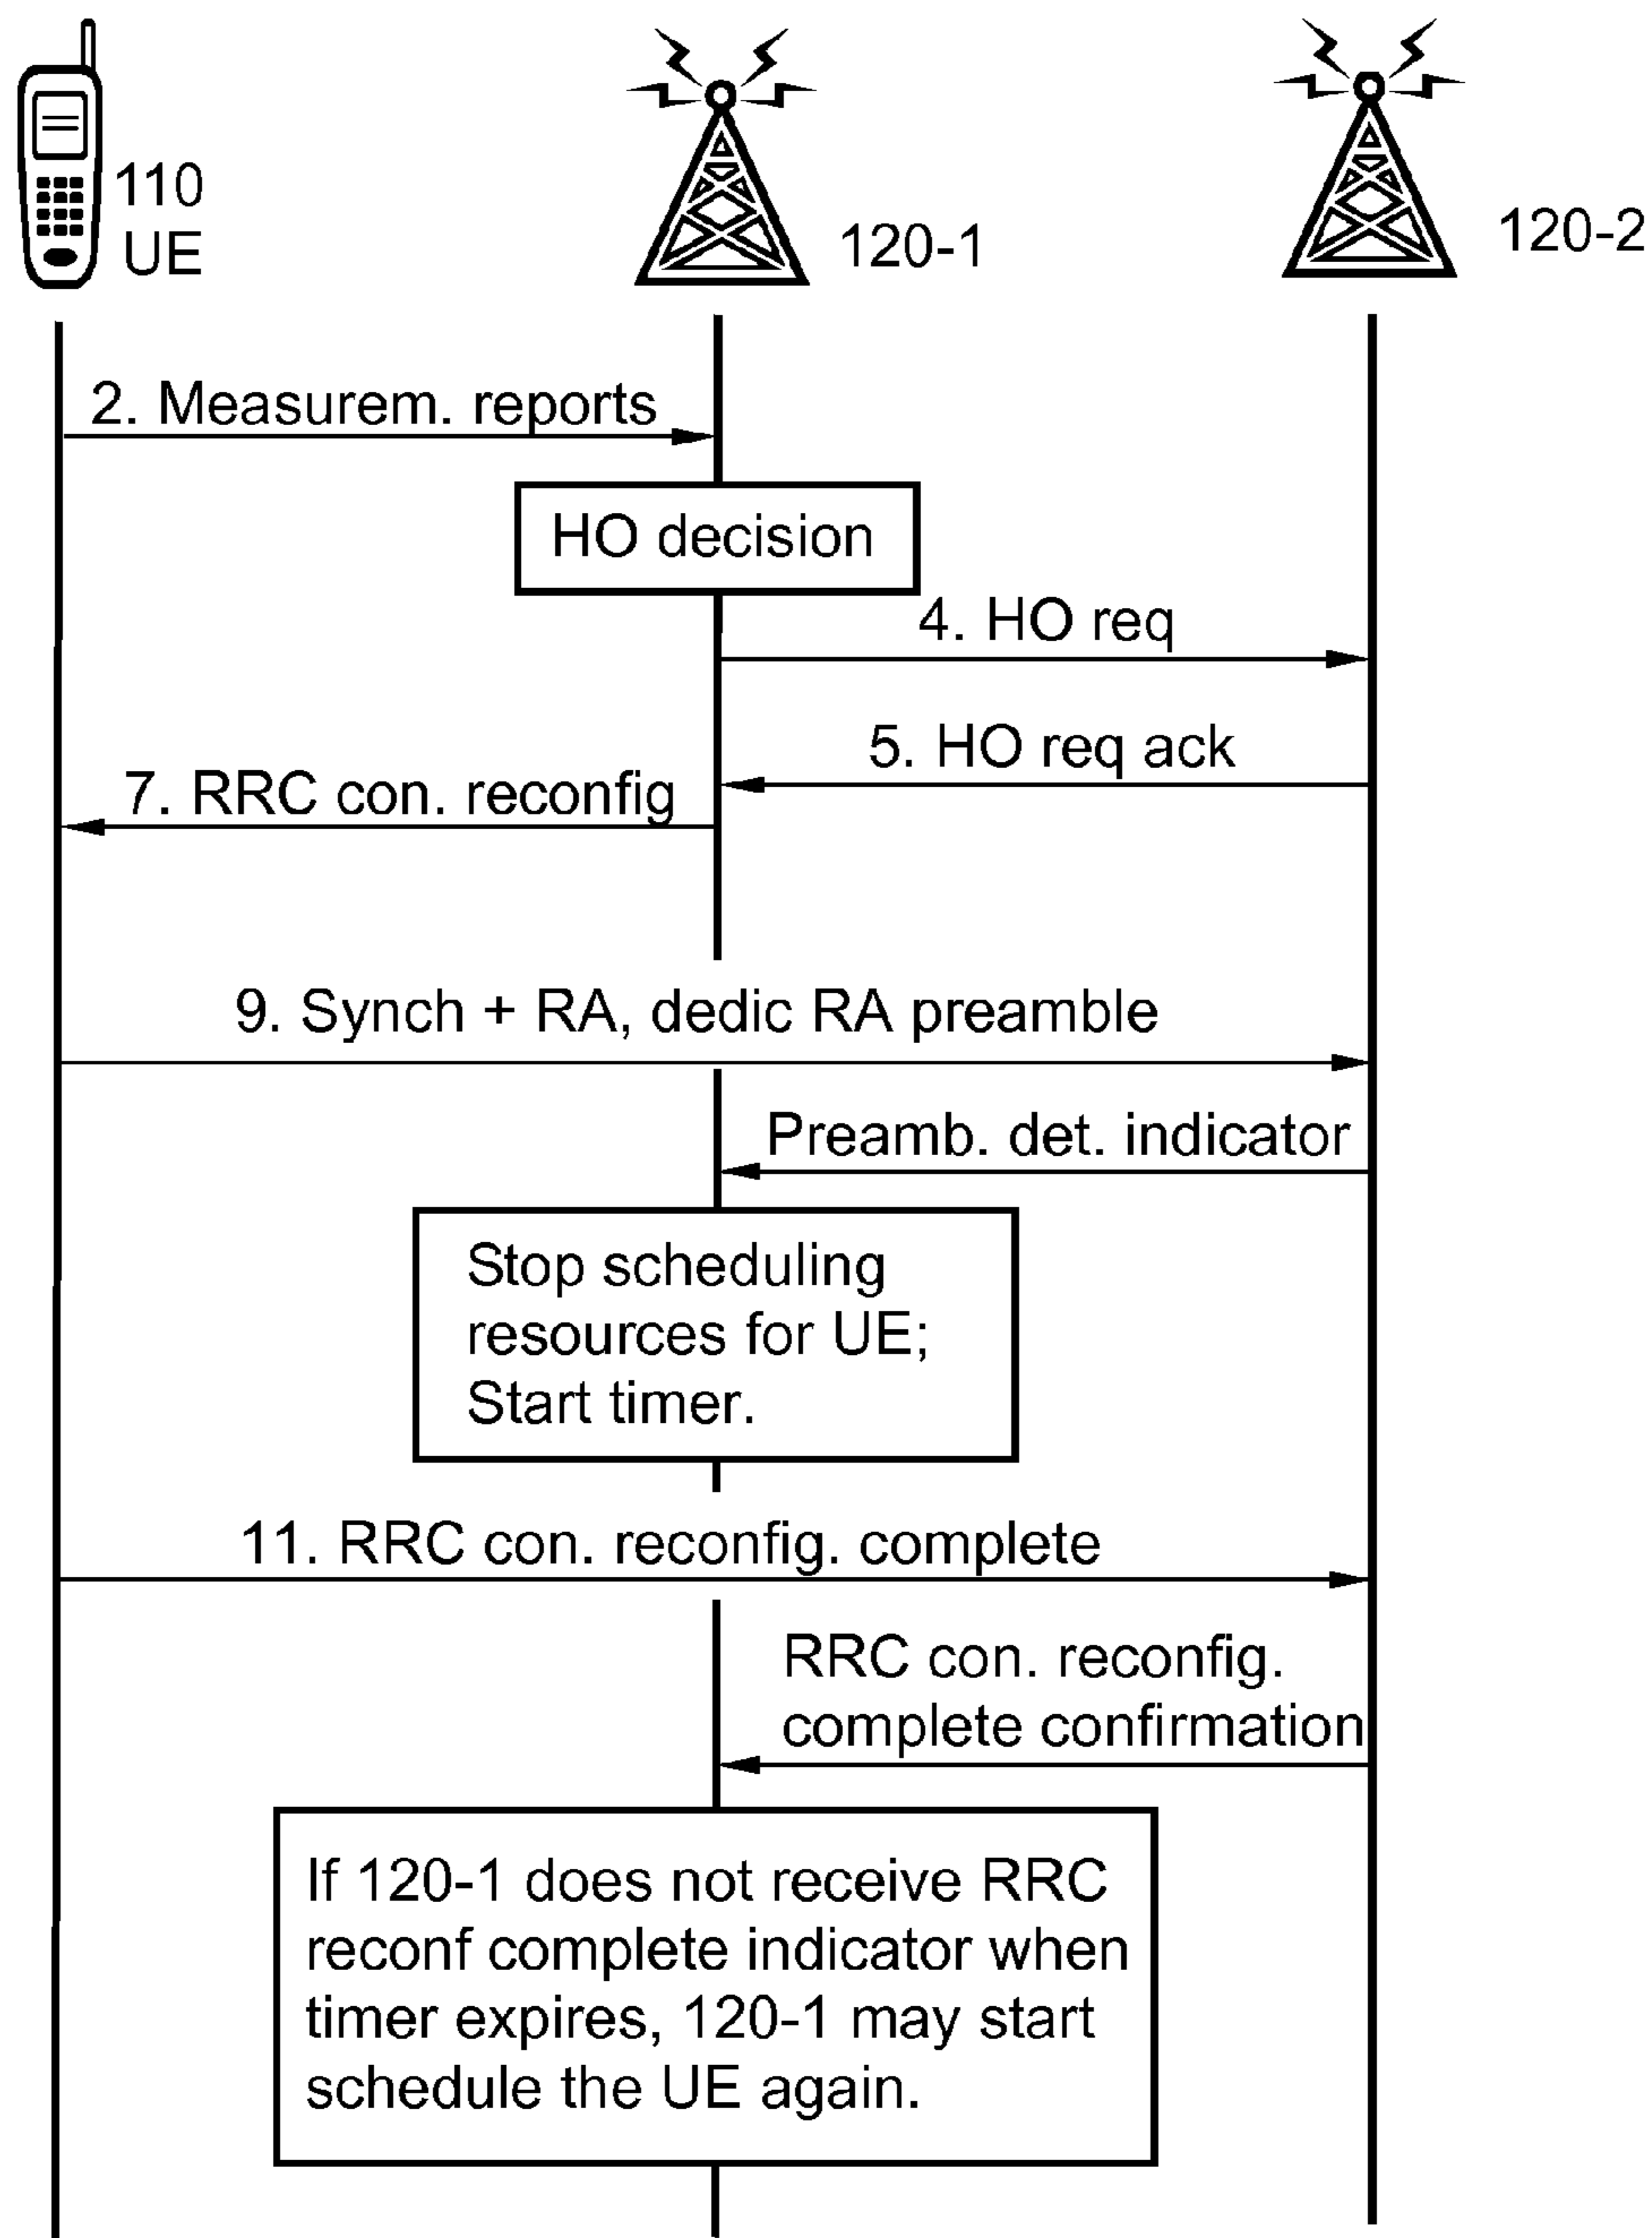 110
UE
120-1
120-2
2. Measurem. reports
HO decision
4. HO req
5. HO req ack
7. RRC con. reconfig
9. Synch + RA, dedic RA preamble
Preamb. det. indicator
Stop scheduling
resources for UE;
Start timer.
11. RRC con. reconfig. complete
RRC con. reconfig.
complete confirmation
If 120-1 does not receive RRC
reconf complete indicator when
timer expires, 120-1 may start
schedule the UE again.